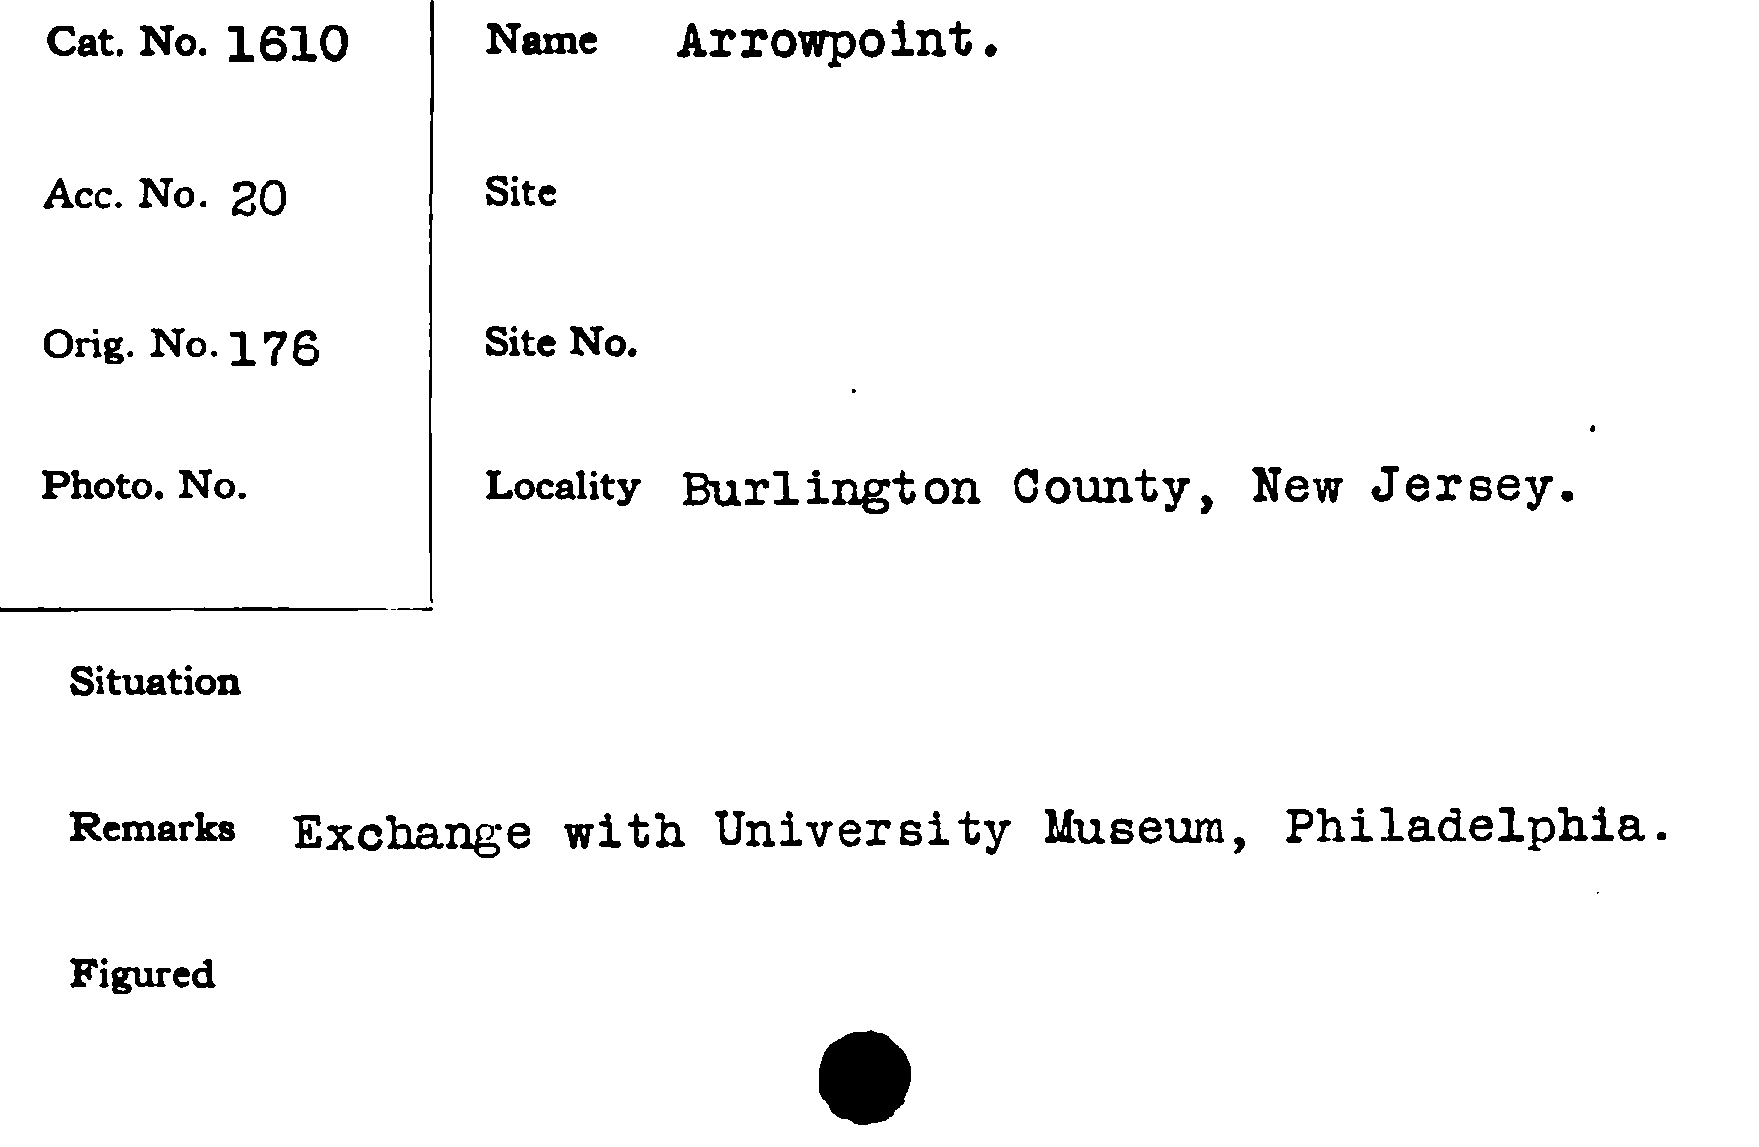 Cat. No. 1610
Acc. No. 20
Orig. No. 176
Photo. No.
Name Arrowpoint.
Site
Site No.
Locality Burlington County, New Jersey.
Situation
Remarks Exchange with University Museum, Philadelphia.
Figured